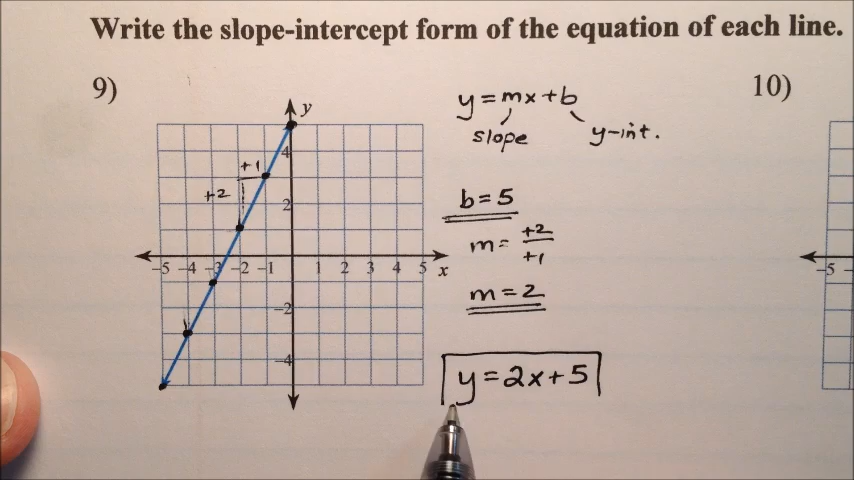 Write the slope-intercept form of the equation of each line.
9)
10)
y = mx + b
slope
y-int.
b = 5
m = +2/+1
m = 2
y = 2x + 5
y
+1
+2
4
2
-5 -4 -3 -2 -1 1 2 3 4 5 x
-2
-4
-5